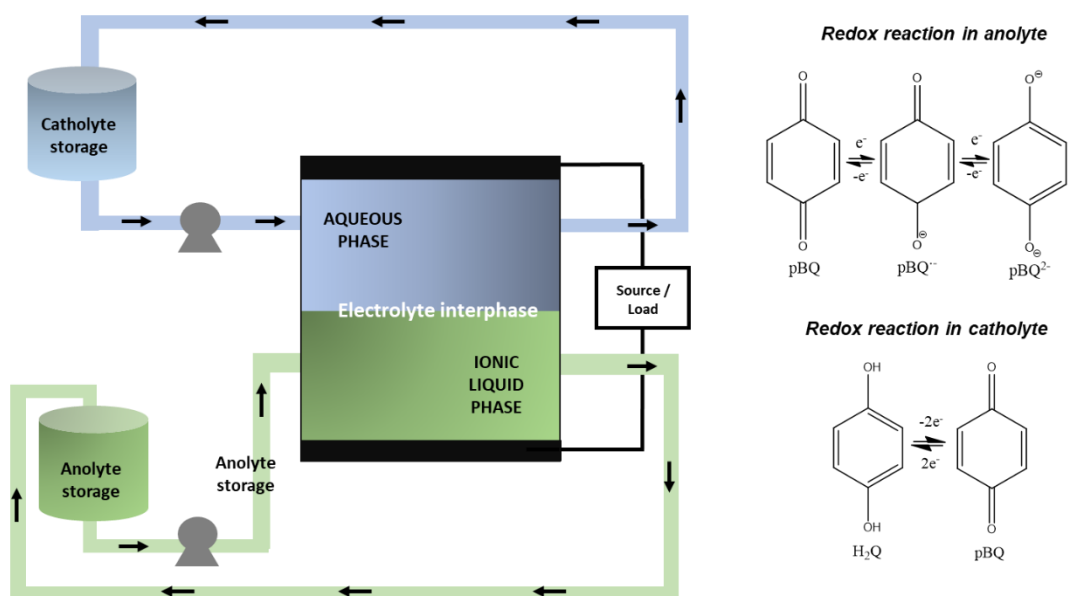 Catholyte
storage
AQUEOUS
PHASE
Electrolyte interphase
Source /
Load
IONIC
LIQUID
PHASE
Anolyte
storage
Anolyte
storage
Redox reaction in anolyte
O
O
O⊖
e⁻
-e⁻
e⁻
-e⁻
O
O⊖
O⊖
pBQ
pBQ·⁻
pBQ²⁻
Redox reaction in catholyte
OH
O
-2e⁻
2e⁻
OH
O
H₂Q
pBQ